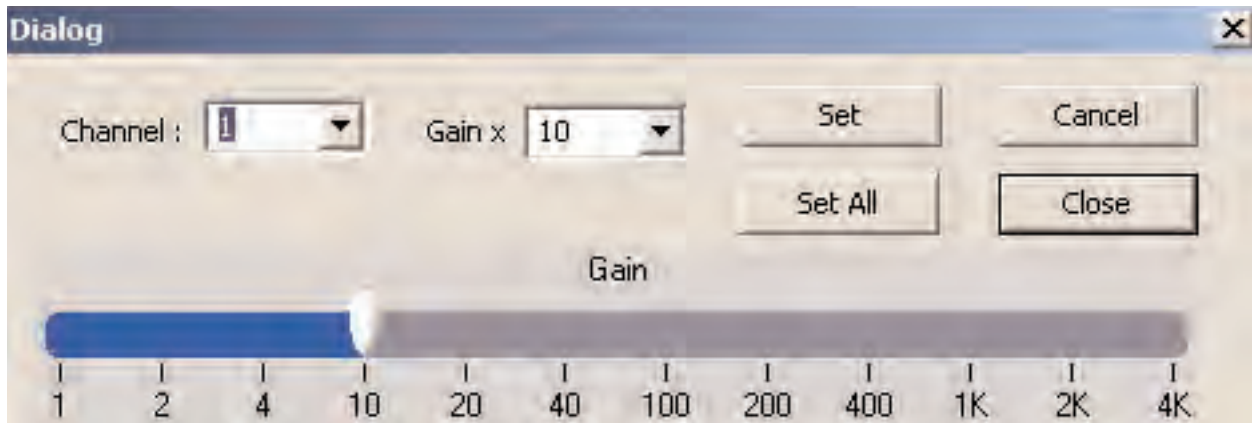 Dialog
Channel : 1 Gain x 10 Set Cancel
Set All Close
Gain
1 2 4 10 20 40 100 200 400 1K 2K 4K